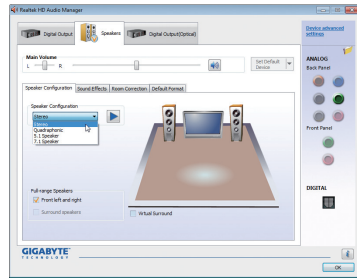 Realtek HD Audio Manager
Digital Output
Speakers
Digital Output(Optical)
Device advanced settings
Main Volume
L
R
Set Default Device
Speaker Configuration
Sound Effects
Room Correction
Default Format
Speaker Configuration
Stereo
Stereo
Quadraphonic
5.1 Speaker
7.1 Speaker
Full-range Speakers
Front left and right
Surround speakers
Virtual Surround
ANALOG
Back Panel
Front Panel
DIGITAL
GIGABYTE
TECHNOLOGY
OK